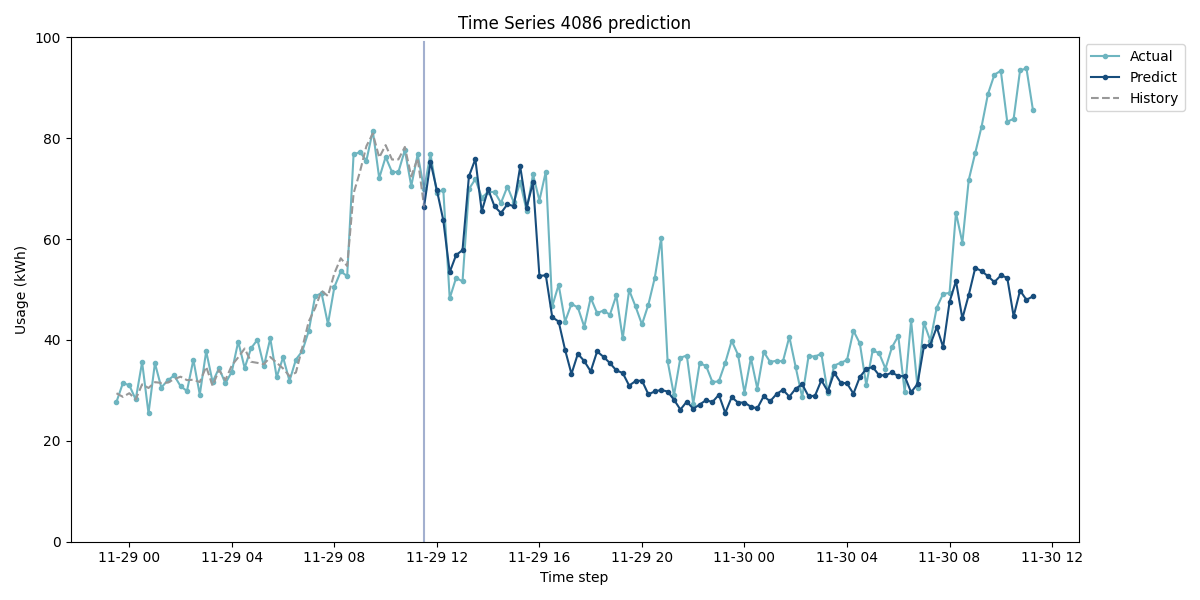 Time Series 4086 prediction
100
80
60
40
20
0
Usage (kWh)
11-29 00
11-29 04
11-29 08
11-29 12
11-29 16
11-29 20
11-30 00
11-30 04
11-30 08
11-30 12
Time step
Actual
Predict
History